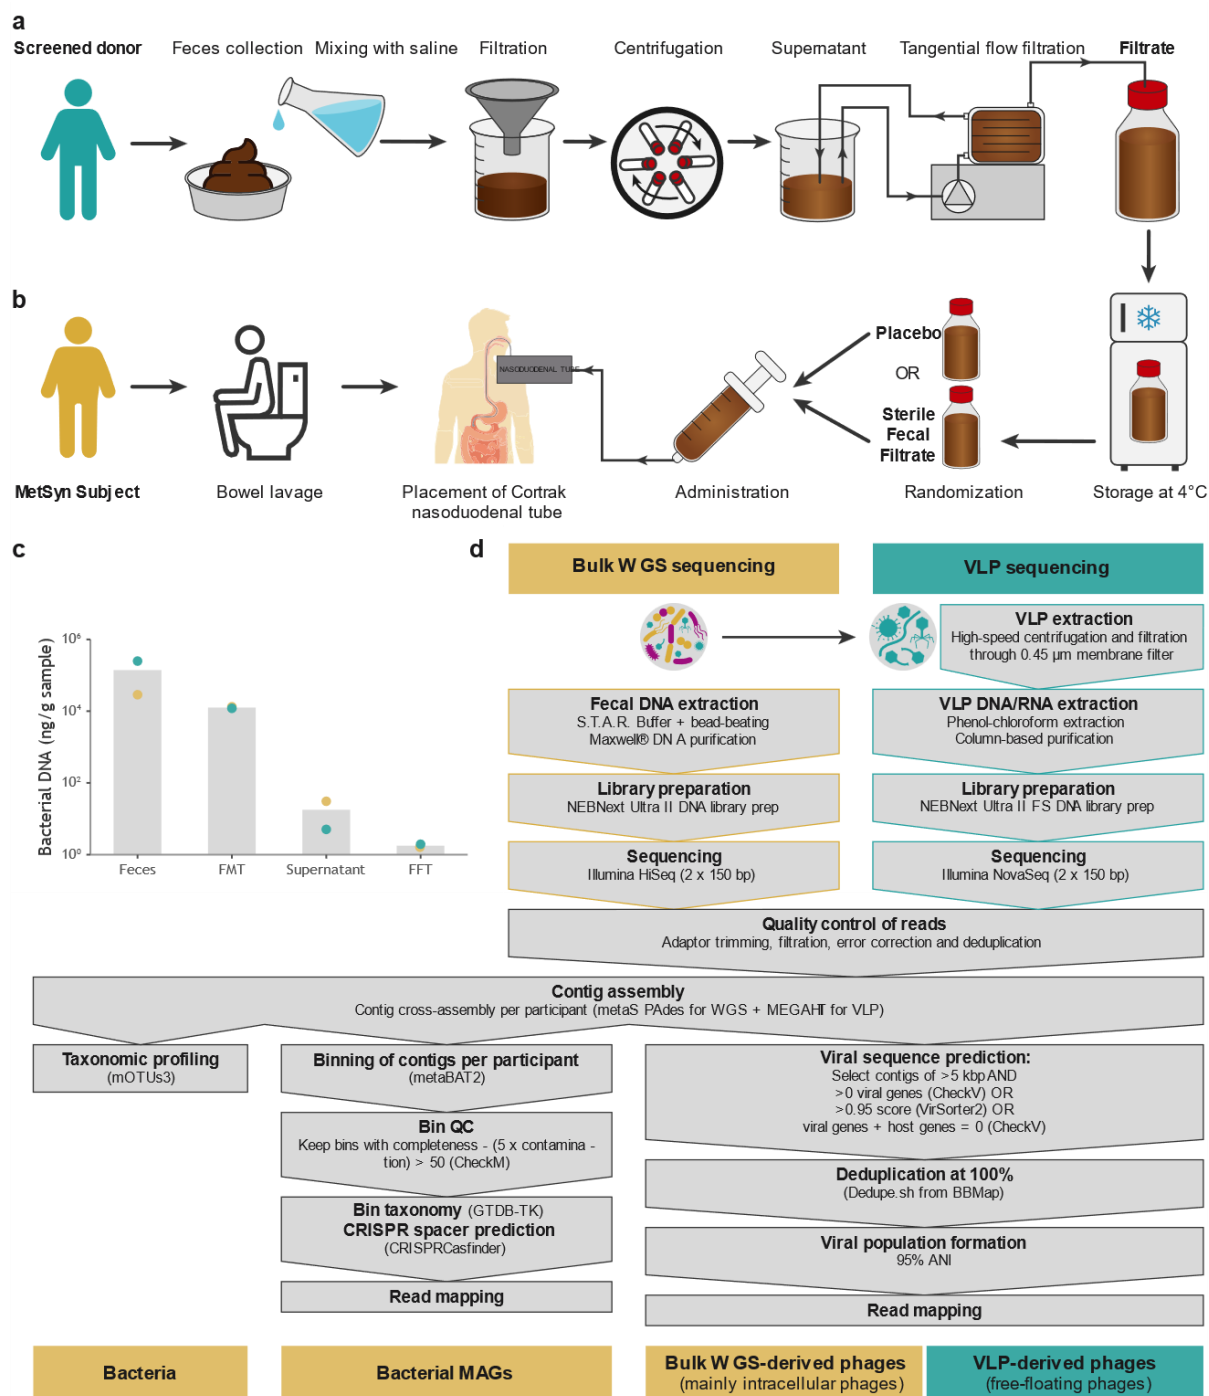 a
Screened donor
Feces collection
Mixing with saline
Filtration
Centrifugation
Supernatant
Tangential flow filtration
Filtrate
b
NASODUODENAL TUBE
Placebo
OR
Sterile
Fecal
Filtrate
MetSyn Subject
Bowel lavage
Placement of Cortrak
nasoduodenal tube
Administration
Randomization
Storage at 4°C
c
Bacterial DNA (ng/g sample)
10⁶
10⁴
10²
10⁰
Feces
FMT
Supernatant
FFT
d
Bulk WGS sequencing
VLP sequencing
VLP extraction
High-speed centrifugation and filtration
through 0.45 µm membrane filter
Fecal DNA extraction
S.T.A.R. Buffer + bead-beating
Maxwell® DNA purification
VLP DNA/RNA extraction
Phenol-chloroform extraction
Column-based purification
Library preparation
NEBNext Ultra II DNA library prep
Library preparation
NEBNext Ultra II FS DNA library prep
Sequencing
Illumina HiSeq (2 x 150 bp)
Sequencing
Illumina NovaSeq (2 x 150 bp)
Quality control of reads
Adaptor trimming, filtration, error correction and deduplication
Contig assembly
Contig cross-assembly per participant (metaSPAdes for WGS + MEGAHIT for VLP)
Taxonomic profiling
(mOTUs3)
Binning of contigs per participant
(metaBAT2)
Bin QC
Keep bins with completeness - (5 x contamina -
tion) > 50 (CheckM)
Bin taxonomy (GTDB-TK)
CRISPR spacer prediction
(CRISPRCasfinder)
Read mapping
Viral sequence prediction:
Select contigs of >5 kbp AND
>0 viral genes (CheckV) OR
>0.95 score (VirSorter2) OR
viral genes + host genes = 0 (CheckV)
Deduplication at 100%
(Dedupe.sh from BBMap)
Viral population formation
95% ANI
Read mapping
Bacteria
Bacterial MAGs
Bulk WGS-derived phages
(mainly intracellular phages)
VLP-derived phages
(free-floating phages)